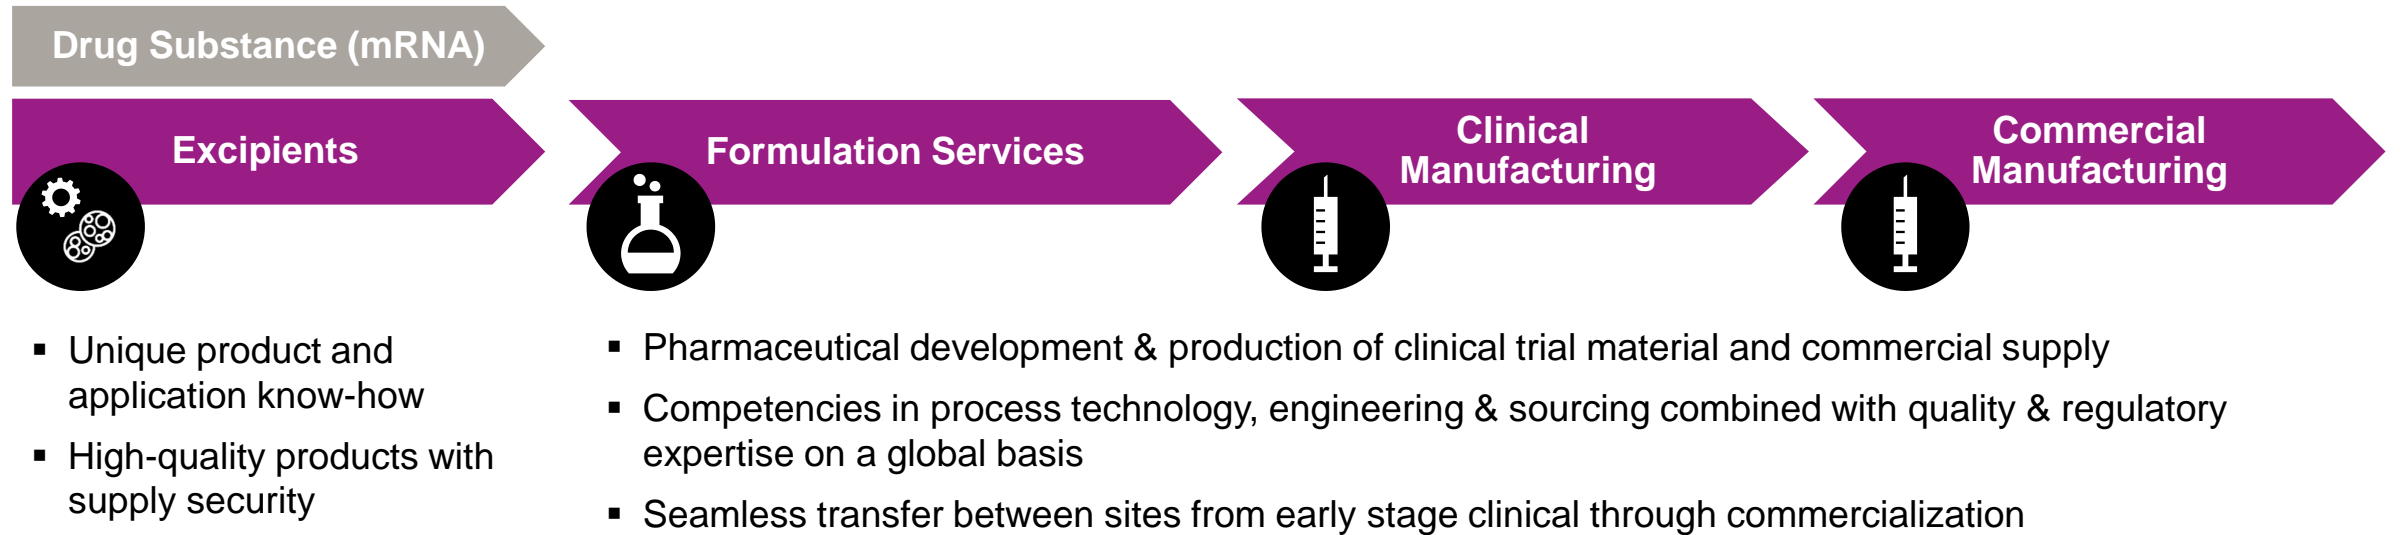 Drug Substance (mRNA)
Excipients
Formulation Services
Clinical
Manufacturing
Commercial
Manufacturing
▪ Unique product and
application know-how
▪ High-quality products with
supply security
▪ Pharmaceutical development & production of clinical trial material and commercial supply
▪ Competencies in process technology, engineering & sourcing combined with quality & regulatory
expertise on a global basis
▪ Seamless transfer between sites from early stage clinical through commercialization